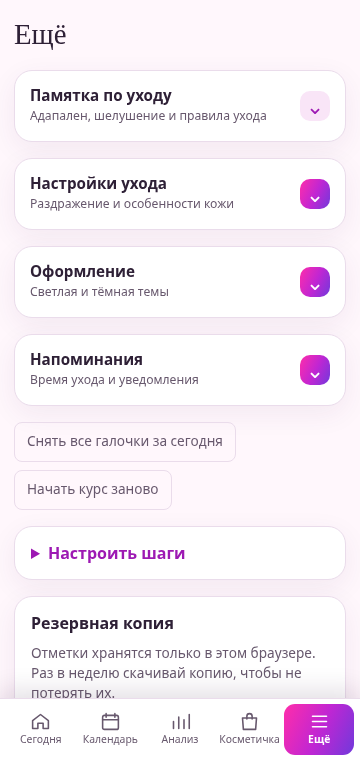 Ещё
Памятка по уходу
Адапален, шелушение и правила ухода
Настройки ухода
Раздражение и особенности кожи
Оформление
Светлая и тёмная темы
Напоминания
Время ухода и уведомления
Снять все галочки за сегодня
Начать курс заново
Настроить шаги
Резервная копия
Отметки хранятся только в этом браузере.
Раз в неделю скачивай копию, чтобы не
потерять их.
Сегодня
Календарь
Анализ
Косметичка
Ещё